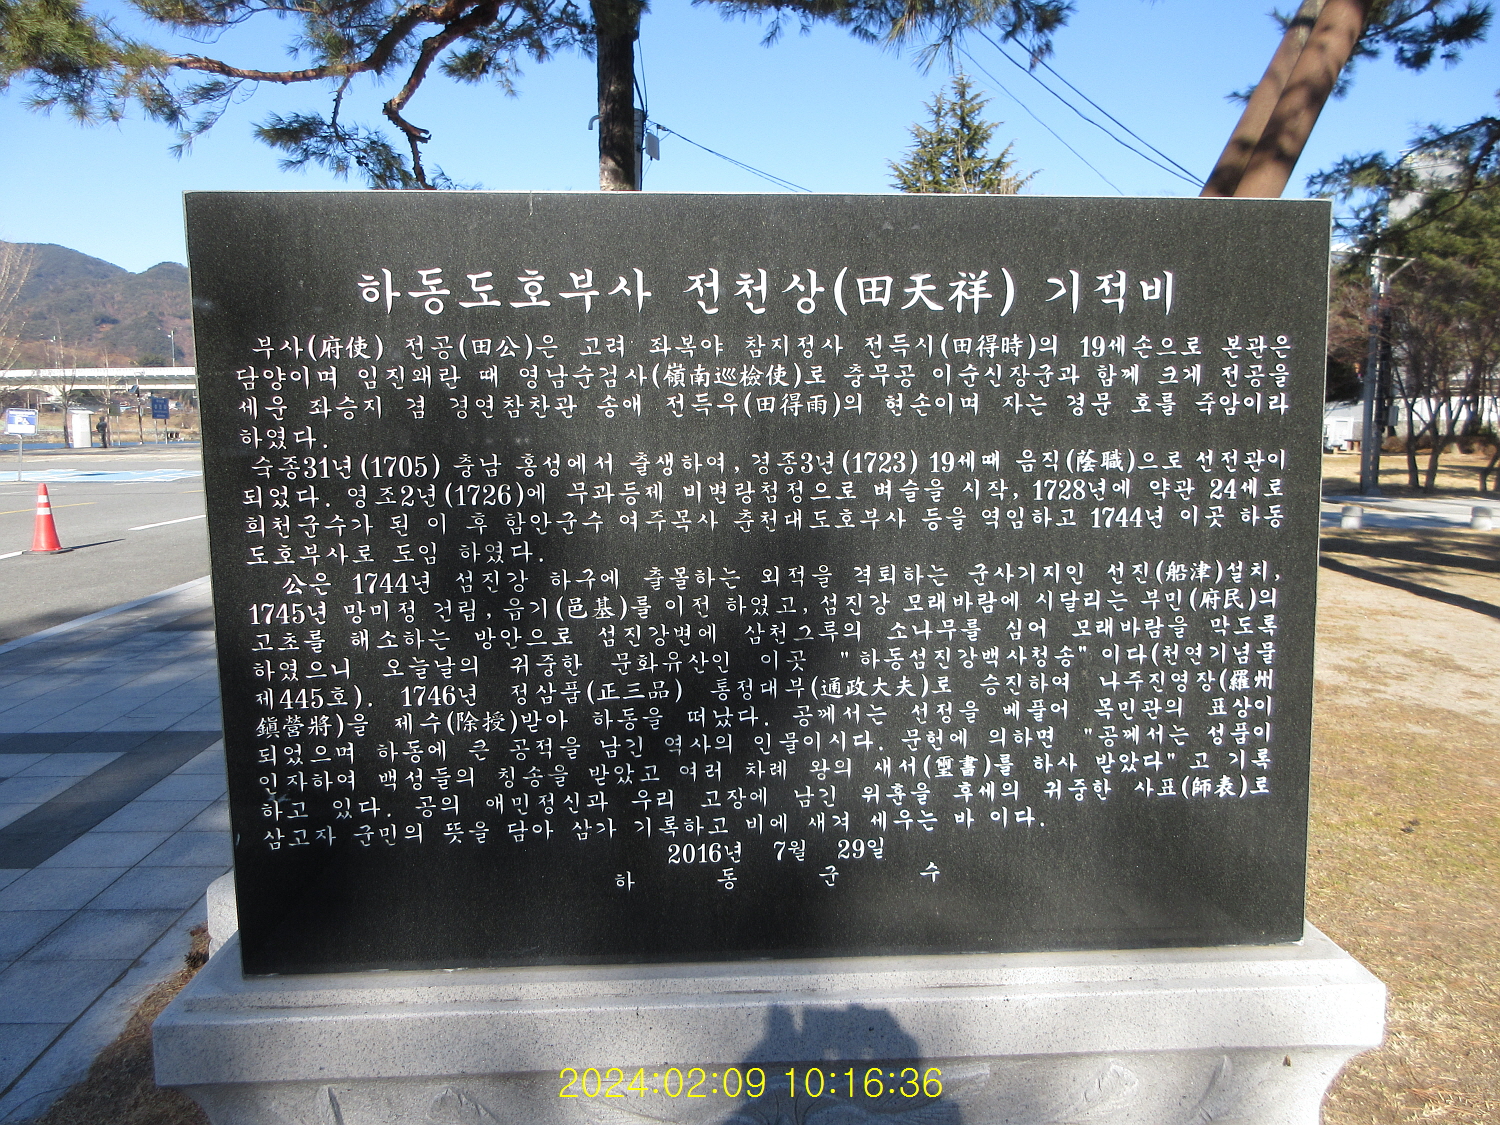 하동도호부사 전천상(田天祥) 기적비
부사(府使) 전공(田公)은 고려 좌복야 참지정사 전득시(田得時)의 19세손으로 본관은
담양이며 임진왜란 때 영남순검사(嶺南巡檢使)로 충무공 이순신장군과 함께 크게 전공을
세운 좌승지 겸 경연참찬관 송애 전득우(田得雨)의 현손이며 자는 경문 호를 죽암이라
하였다.
숙종31년(1705) 충남 홍성에서 출생하여, 경종3년(1723) 19세때 음직(蔭職)으로 선전관이
되었다. 영조2년(1726)에 무과등제 비변랑첨정으로 벼슬을 시작, 1728년에 약관 24세로
희천군수가 된 이 후 함안군수 여주목사 춘천대도호부사 등을 역임하고 1744년 이곳 하동
도호부사로 도임 하였다.
公은 1744년 섬진강 하구에 출몰하는 외적을 격퇴하는 군사기지인 선진(船津)설치,
1745년 망미정 건립, 읍기(邑基)를 이전 하였고, 섬진강 모래바람에 시달리는 부민(府民)의
고초를 해소하는 방안으로 섬진강변에 삼천그루의 소나무를 심어 모래바람을 막도록
하였으니 오늘날의 귀중한 문화유산인 이곳 "하동섬진강백사청송" 이다(천연기념물
제445호). 1746년 정삼품(正三品) 통정대부(通政大夫)로 승진하여 나주진영장(羅州
鎭營將)을 제수(除授)받아 하동을 떠났다. 공께서는 선정을 베풀어 목민관의 표상이
되었으며 하동에 큰 공적을 남긴 역사의 인물이시다. 문헌에 의하면 "공께서는 성품이
인자하여 백성들의 칭송을 받았고 여러 차례 왕의 새서(璽書)를 하사 받았다" 고 기록
하고 있다. 공의 애민정신과 우리 고장에 남긴 위훈을 후세의 귀중한 사표(師表)로
삼고자 군민의 뜻을 담아 삼가 기록하고 비에 새겨 세우는 바 이다.
2016년 7월 29일
하 동 군 수
2024:02:09 10:16:36